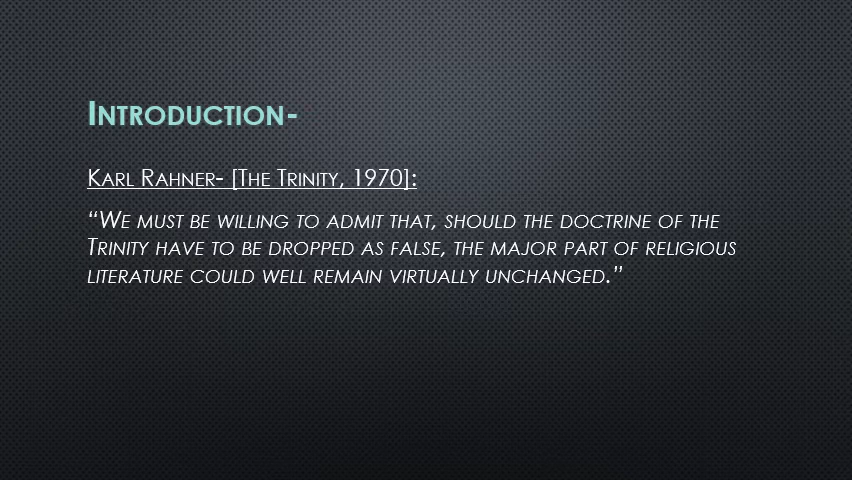 Introduction-
Karl Rahner- [The Trinity, 1970]:
“We must be willing to admit that, should the doctrine of the
Trinity have to be dropped as false, the major part of religious
literature could well remain virtually unchanged.”